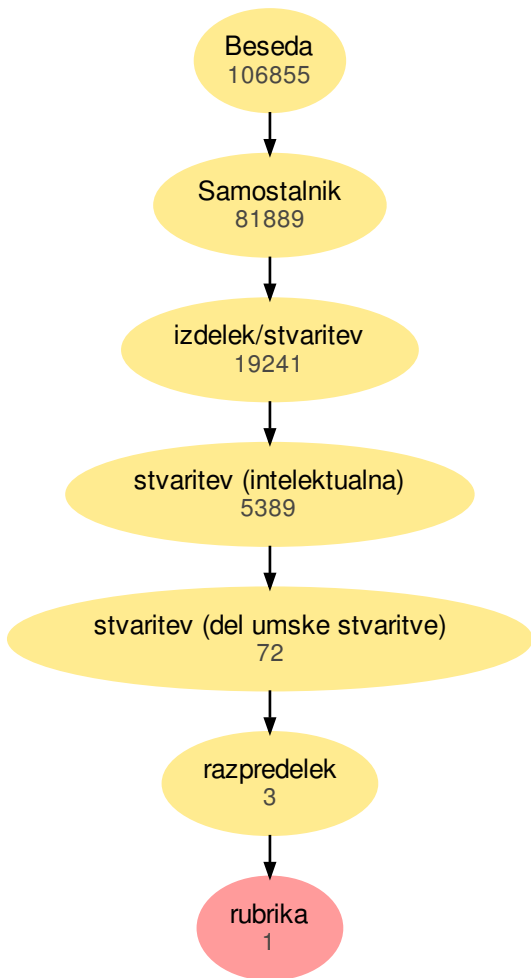 Beseda
106855
Samostalnik
81889
izdelek/stvaritev
19241
stvaritev (intelektualna)
5389
stvaritev (del umske stvaritve)
72
razpredelek
3
rubrika
1